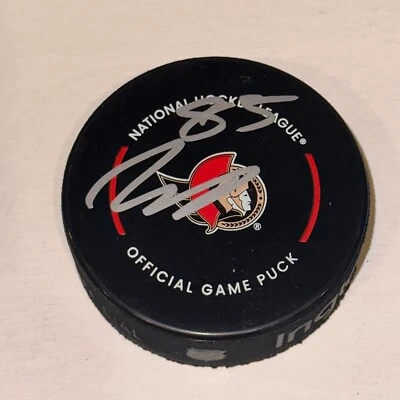 NATIONAL HOCKEY LEAGUE®
85
®
OFFICIAL GAME PUCK